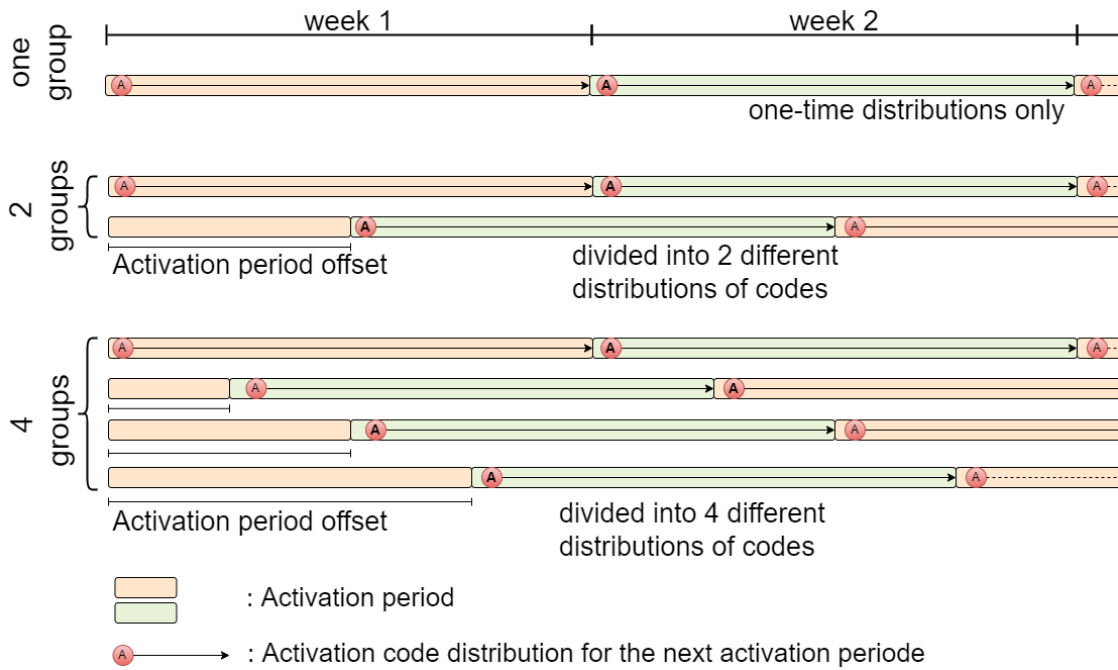 week 1
week 2
one
group
A
A
A
one-time distributions only
2
groups
A
A
A
A
A
Activation period offset
divided into 2 different
distributions of codes
4
groups
A
A
A
A
A
A
A
A
A
Activation period offset
divided into 4 different
distributions of codes
: Activation period
A
: Activation code distribution for the next activation periode